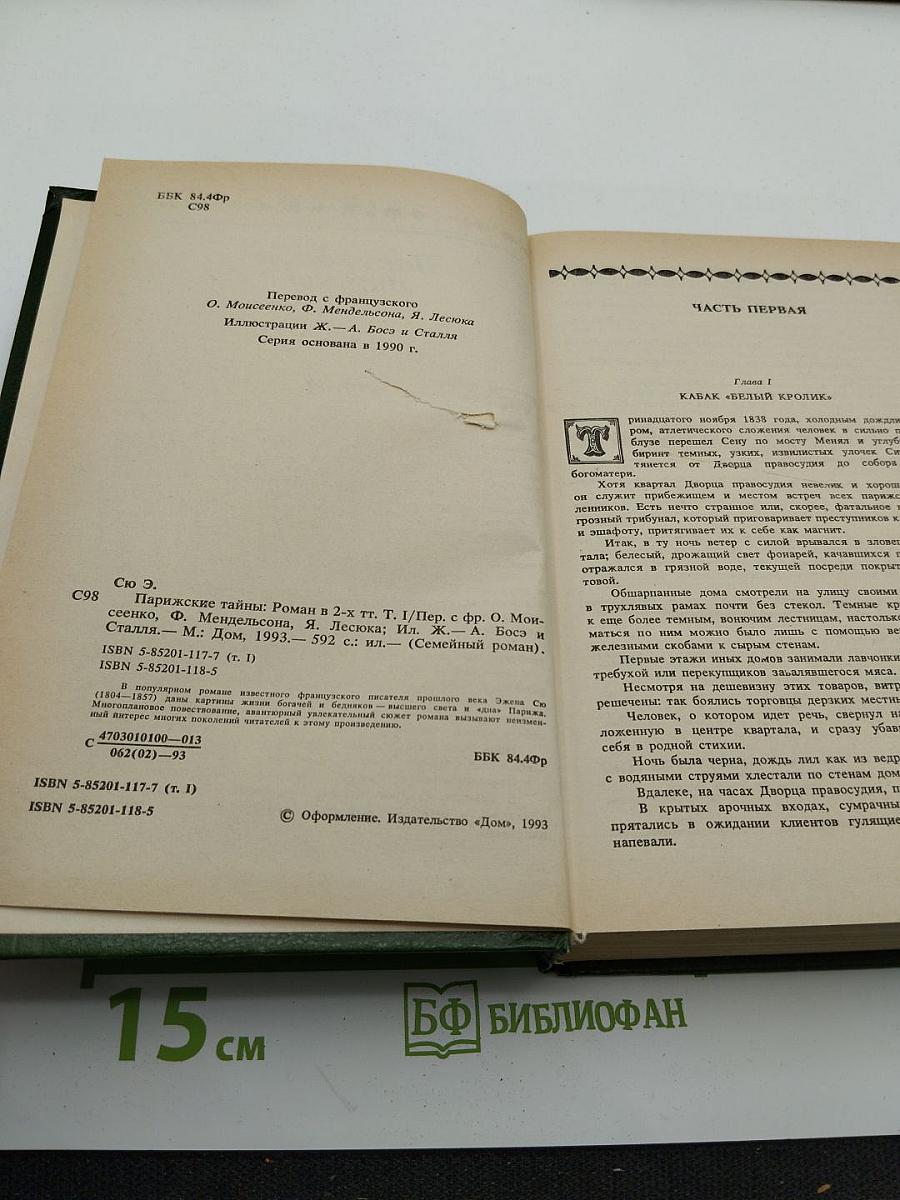 ББК 84.4Фр
С98
Перевод с французского
О. Моисеенко, Ф. Мендельсона, Я. Лесюка
Иллюстрации Ж.— А. Босэ и Сталля
Серия основана в 1990 г.
Сю Э.
С98 Парижские тайны: Роман в 2-х тт. Т. I/Пер. с фр. О. Мои-
сеенко, Ф. Мендельсона, Я. Лесюка; Ил. Ж.— А. Босэ и
Сталля.— М.: Дом, 1993.— 592 с.: ил.— (Семейный роман).
ISBN 5-85201-117-7 (т. I)
ISBN 5-85201-118-5
В популярном романе известного французского писателя прошлого века Эжена Сю
(1804—1857) даны картины жизни богачей и бедняков — высшего света и «дна» Парижа.
Многоплановое повествование, авантюрный увлекательный сюжет романа вызывают неизмен-
ный интерес многих поколений читателей к этому произведению.
С 4703010100—013
062(02)—93
ББК 84.4Фр
ISBN 5-85201-117-7 (т. I)
ISBN 5-85201-118-5
© Оформление. Издательство «Дом», 1993
ЧАСТЬ ПЕРВАЯ
Глава I
КАБАК «БЕЛЫЙ КРОЛИК»
Тринадцатого ноября 1838 года, холодным дождли
ром, атлетического сложения человек в сильно п
блузе перешел Сену по мосту Менял и углуб
биринт темных, узких, извилистых улочек Си
тянется от Дворца правосудия до собора
богоматери.
Хотя квартал Дворца правосудия невелик и хорош
он служит прибежищем и местом встреч всех парижс
ленников. Есть нечто странное или, скорее, фатальное
грозный трибунал, который приговаривает преступников к
и эшафоту, притягивает их к себе как магнит.
Итак, в ту ночь ветер с силой врывался в зловещ
тала; белесый, дрожащий свет фонарей, качавшихся п
отражался в грязной воде, текущей посреди покрыт
товой.
Обшарпанные дома смотрели на улицу своими
в трухлявых рамах почти без стекол. Темные кр
к еще более темным, вонючим лестницам, настолько
маться по ним можно было лишь с помощью ве
железными скобами к сырым стенам.
Первые этажи иных домов занимали лавчонки
требухой или перекупщиков завалявшегося мяса.
Несмотря на дешевизну этих товаров, витр
решечены: так боялись торговцы дерзких местны
Человек, о котором идет речь, свернул на
ложенную в центре квартала, и сразу убав
себя в родной стихии.
Ночь была черна, дождь лил как из ведр
с водяными струями хлестали по стенам дом
Вдалеке, на часах Дворца правосудия, п
В крытых арочных входах, сумрачны
прятались в ожидании клиентов гулящие
напевали.
15 см
БФ БИБЛИОФАН